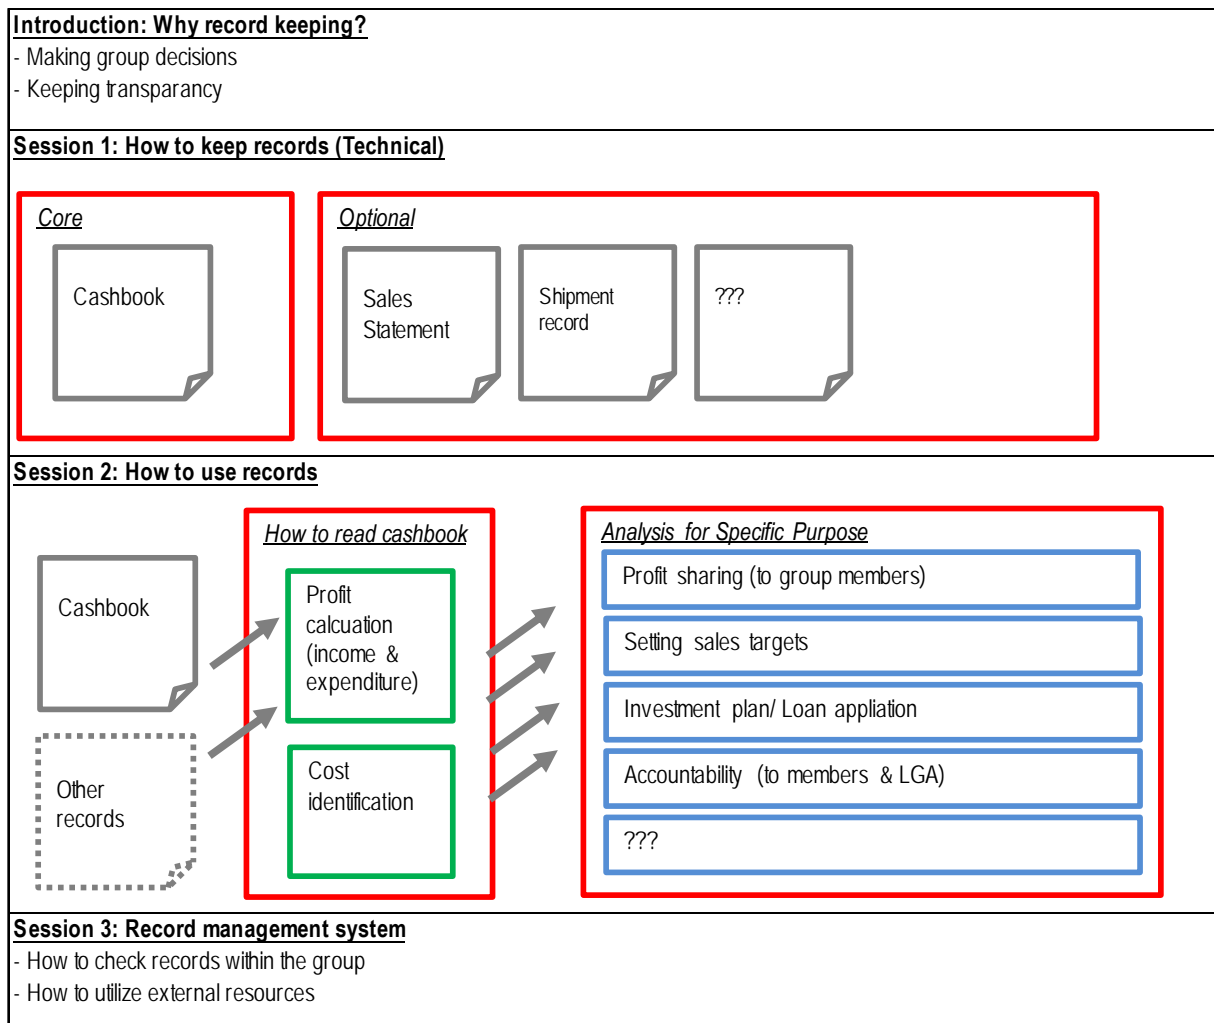 Introduction: Why record keeping?
- Making group decisions
- Keeping transparancy
Session 1: How to keep records (Technical)
Core
Cashbook
Optional
Sales
Statement
Shipment
record
???
Session 2: How to use records
Cashbook
Other
records
How to read cashbook
Profit
calcuation
(income &
expenditure)
Cost
identification
Analysis for Specific Purpose
Profit sharing (to group members)
Setting sales targets
Investment plan/ Loan appliation
Accountability (to members & LGA)
???
Session 3: Record management system
- How to check records within the group
- How to utilize external resources